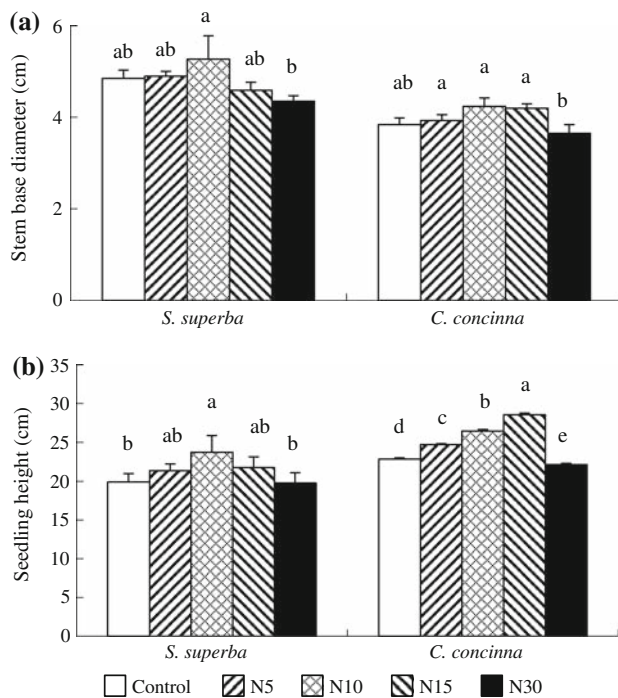 (a)
Stem base diameter (cm)
6
4
2
0
ab ab a ab b
ab a a a b
S. superba C. concinna
(b)
Seedling height (cm)
35
30
25
20
15
10
5
0
b ab a ab b
d c b a e
S. superba C. concinna
Control N5 N10 N15 N30